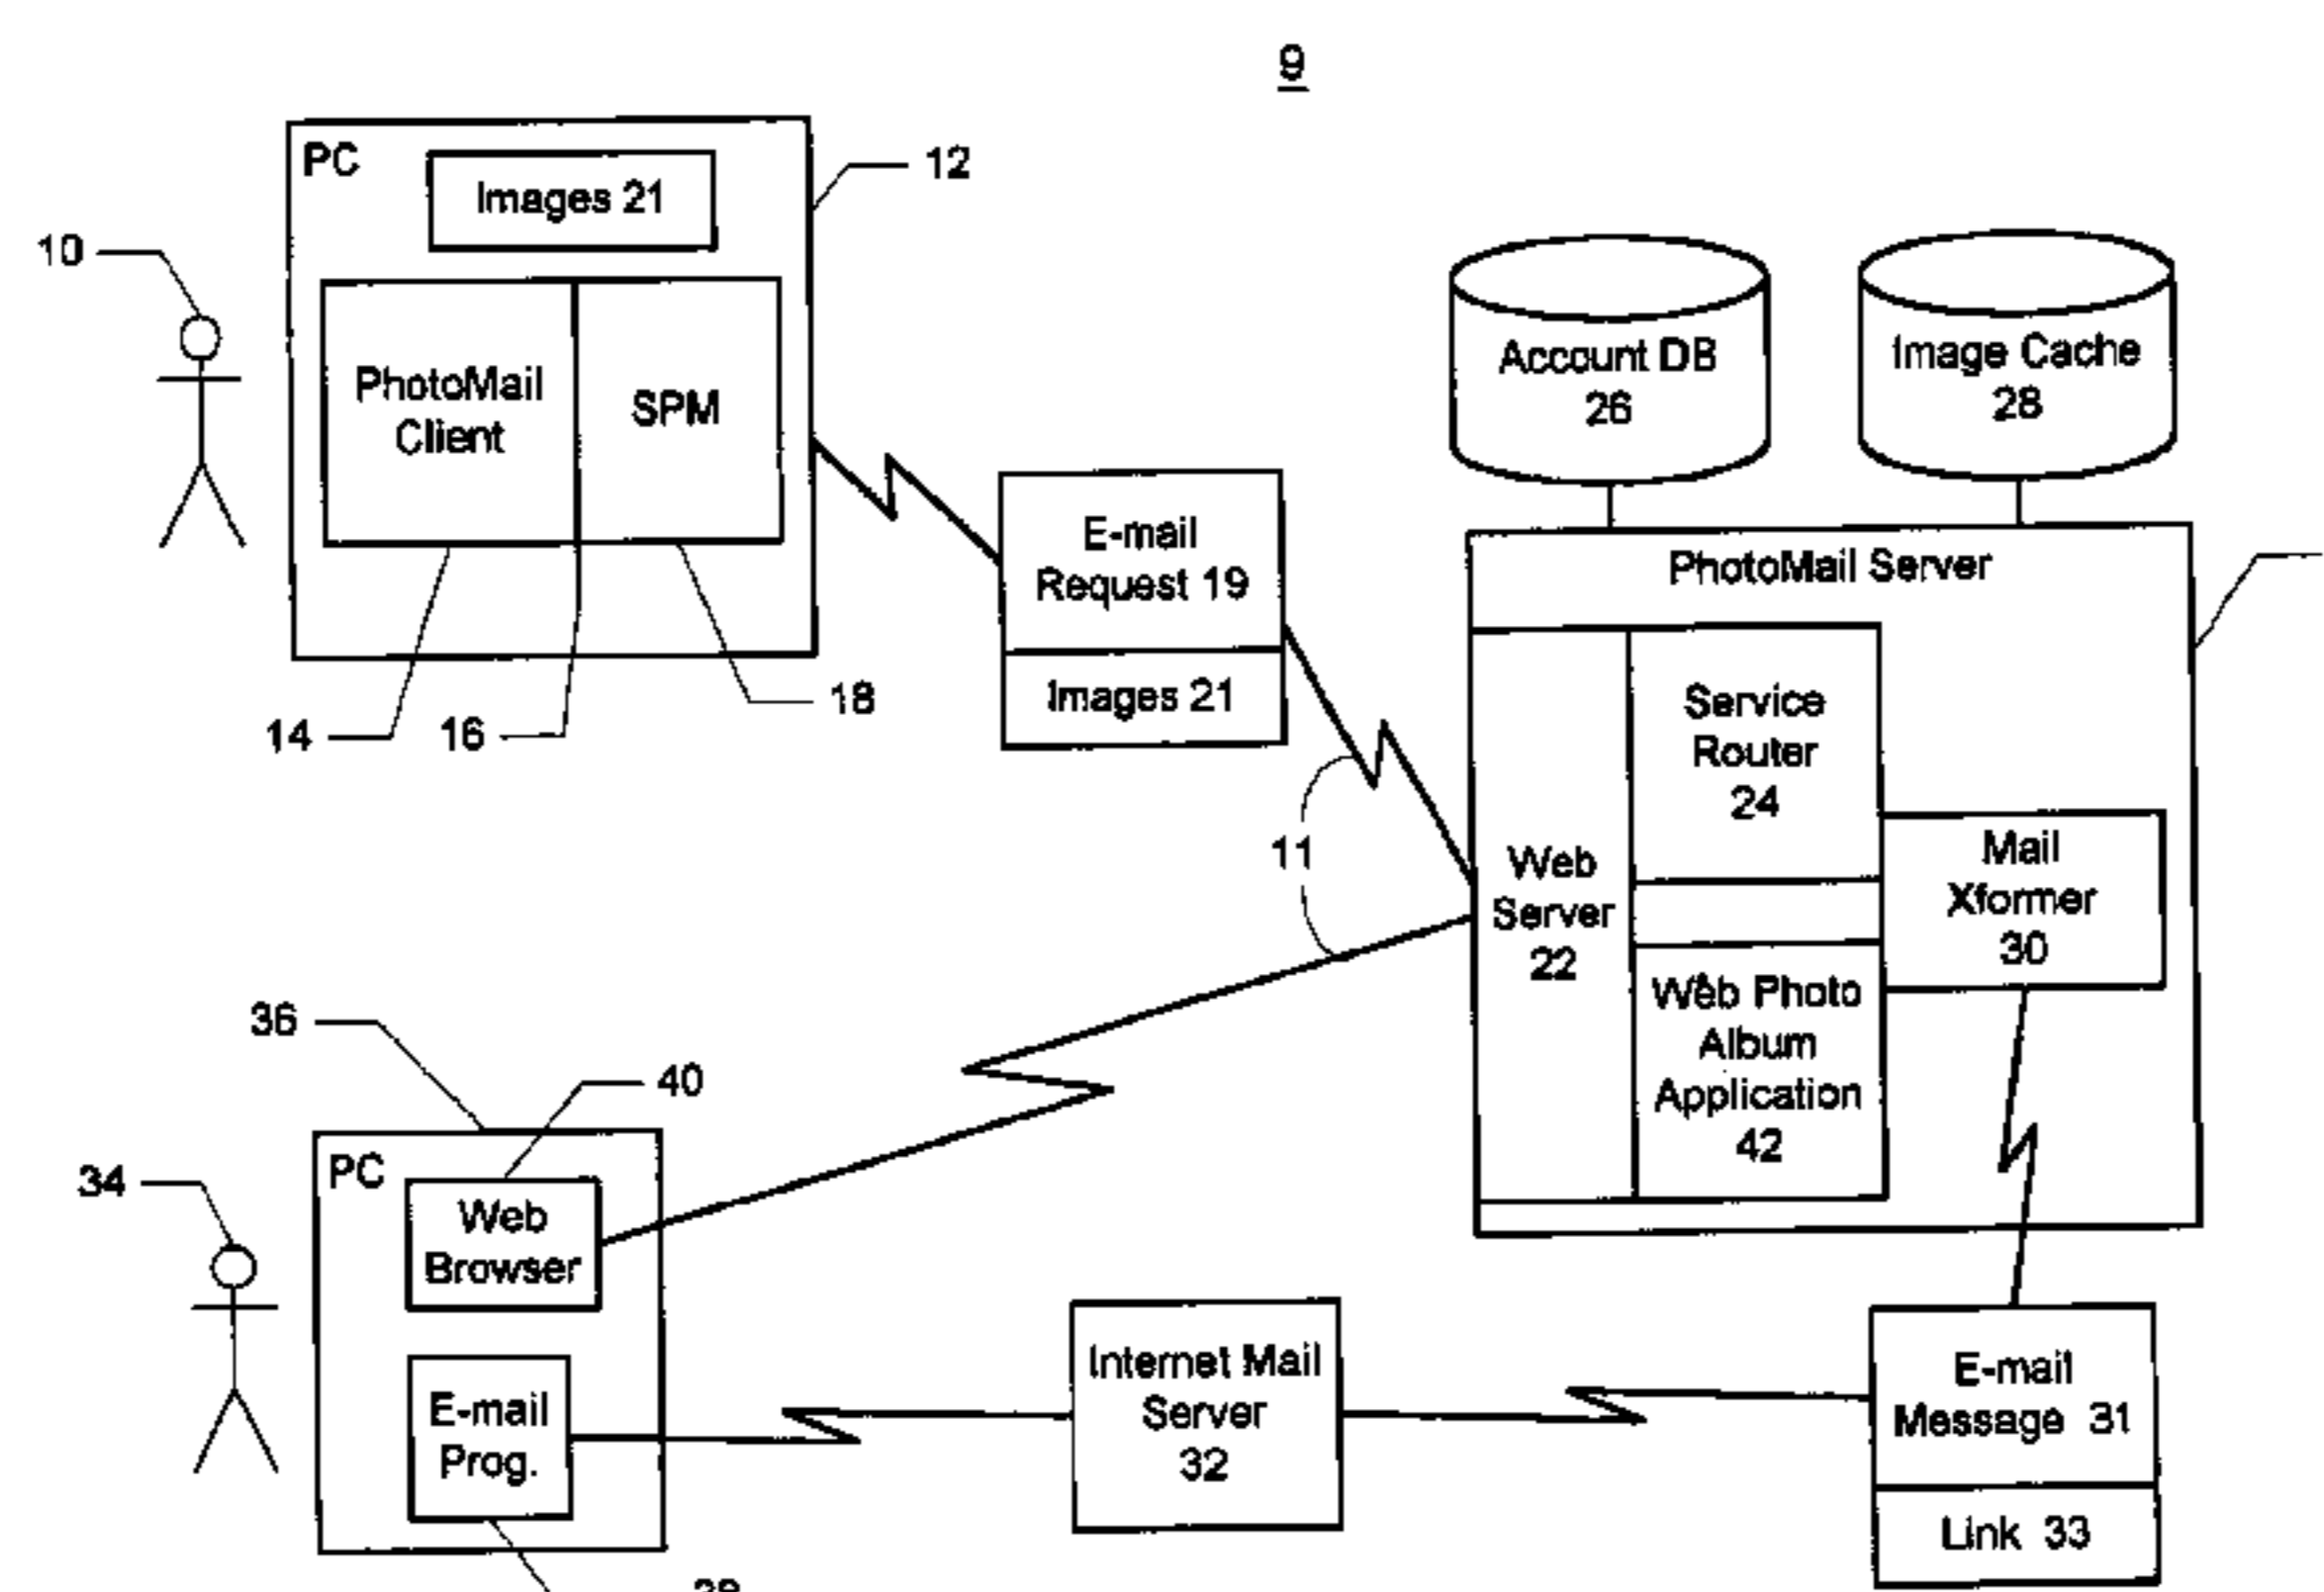 9
PC
Images 21
12
10
PhotoMail
Client
SPM
14
16
18
E-mail
Request 19
Images 21
Account DB
26
Image Cache
28
PhotoMail Server
Service
Router
24
Web
Server
22
Mail
Xformer
30
Web Photo
Album
Application
42
11
36
40
34
PC
Web
Browser
E-mail
Prog.
Internet Mail
Server
32
E-mail
Message 31
Link 33
38